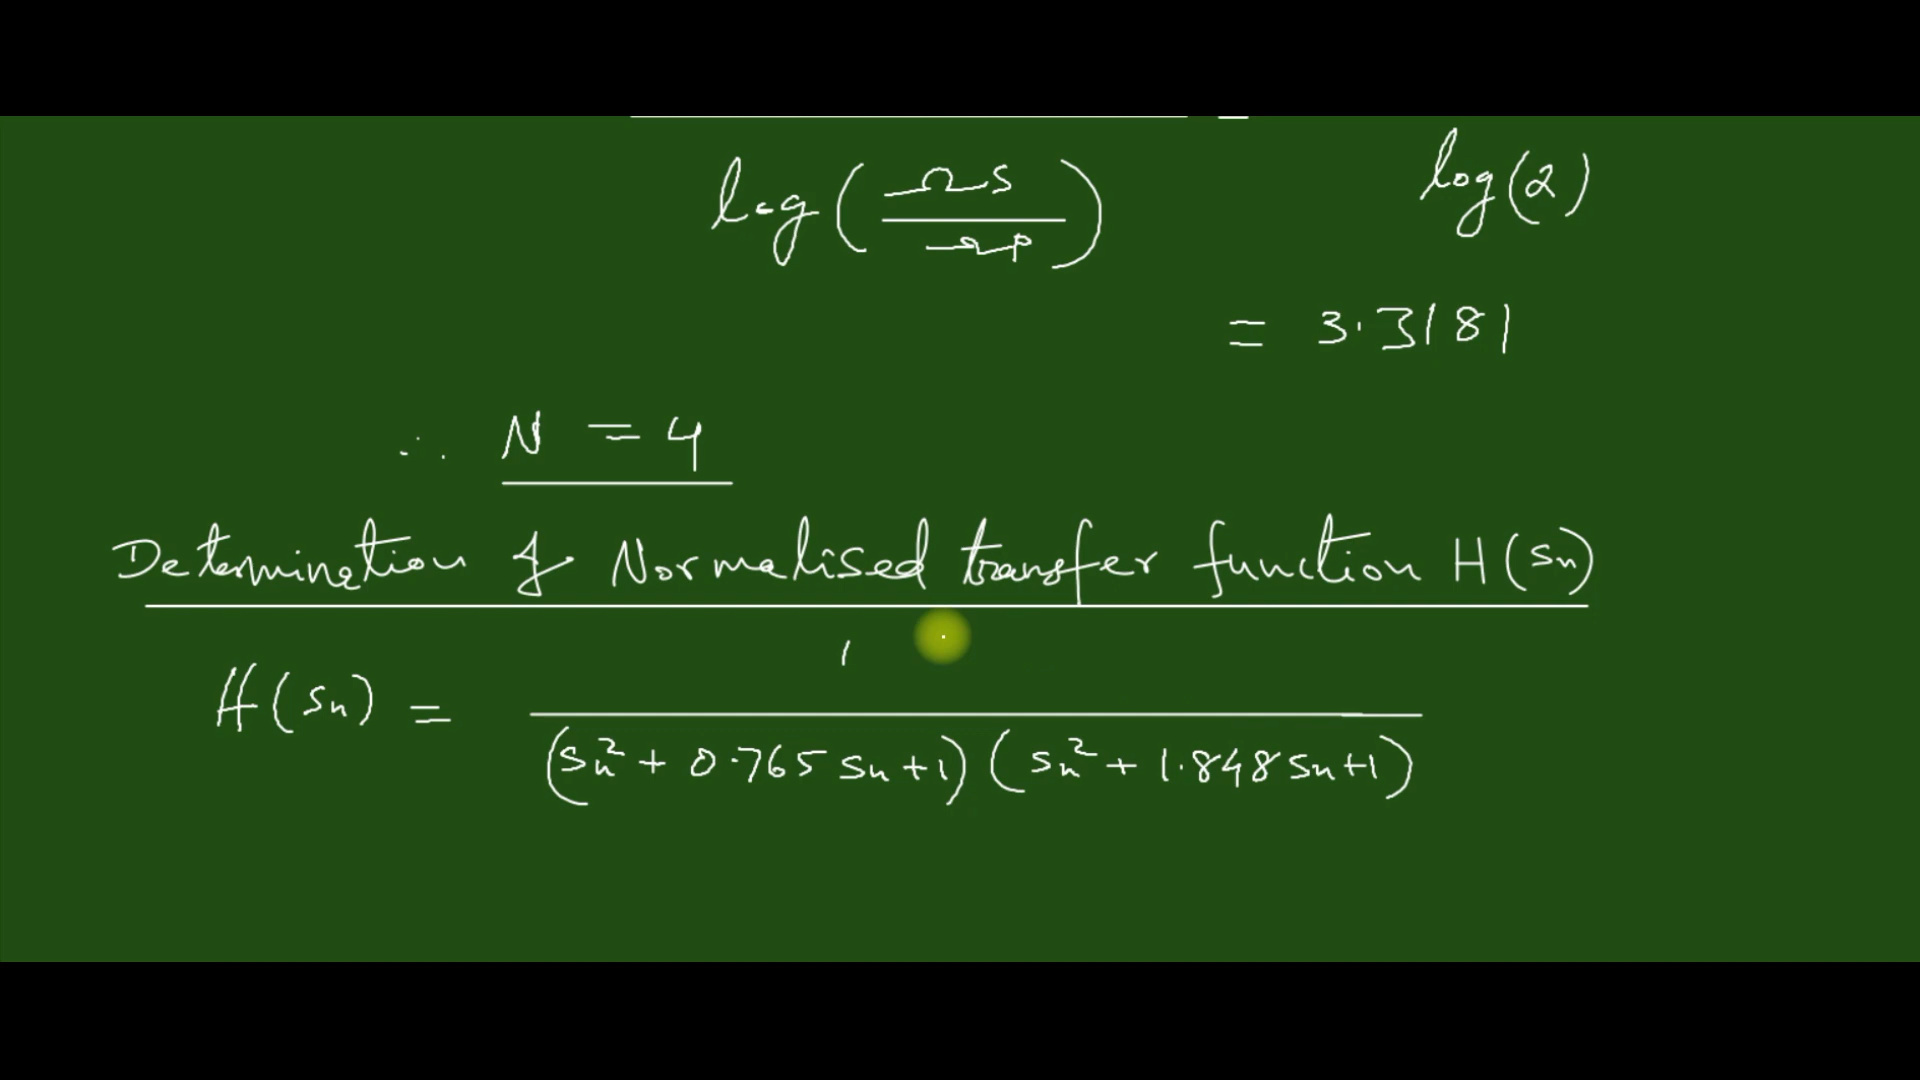 log(Ωs/Ωp) = log(2)
= 3.3181
∴ N = 4
Determination of Normalised transfer function H(sn)
H(sn) = 1
(sn² + 0.765 sn + 1) (sn² + 1.848 sn + 1)